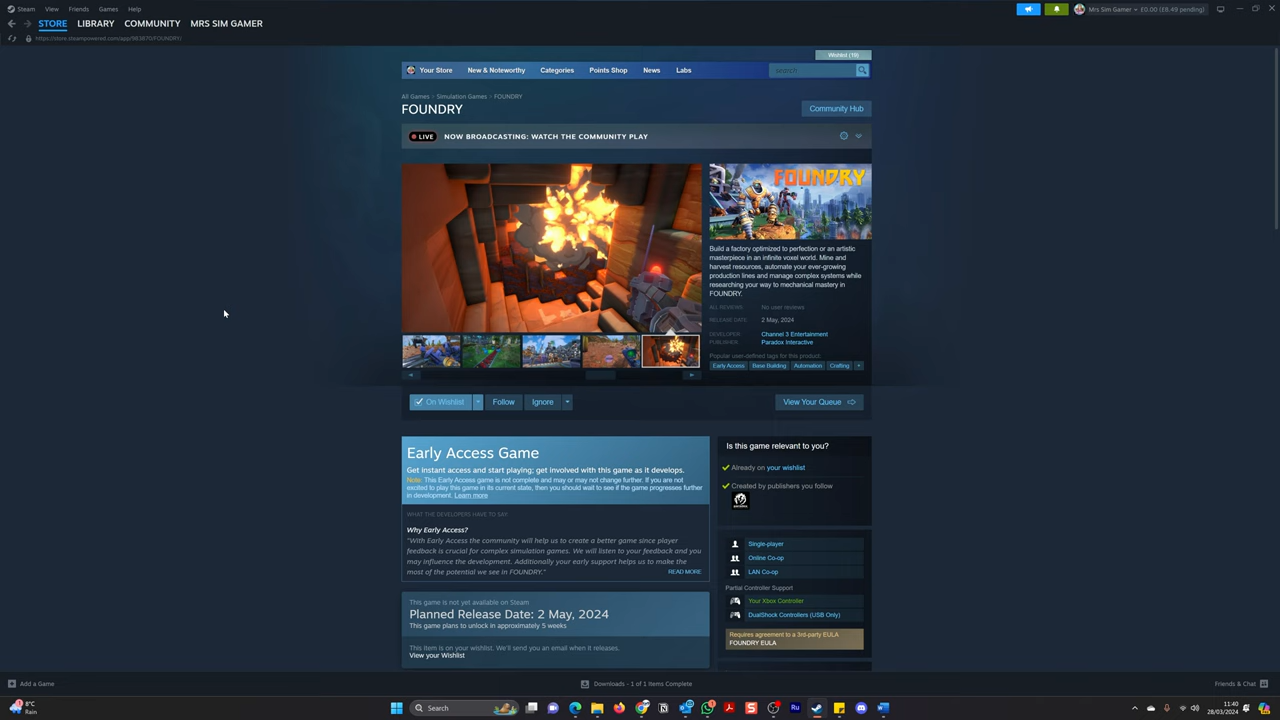 Steam View Friends Games Help
Mrs Sim Gamer £0.00 (£8.49 pending)
STORE LIBRARY COMMUNITY MRS SIM GAMER
https://store.steampowered.com/app/983870/FOUNDRY/
Wishlist (19)
Your Store New & Noteworthy Categories Points Shop News Labs search
All Games > Simulation Games > FOUNDRY
FOUNDRY
Community Hub
LIVE NOW BROADCASTING: WATCH THE COMMUNITY PLAY
FOUNDRY
Build a factory optimized to perfection or an artistic
masterpiece in an infinite voxel world. Mine and
harvest resources, automate your ever-growing
production lines and manage complex systems while
researching your way to mechanical mastery in
FOUNDRY.
ALL REVIEWS: No user reviews
RELEASE DATE: 2 May, 2024
DEVELOPER: Channel 3 Entertainment
PUBLISHER: Paradox Interactive
Popular user-defined tags for this product:
Early Access Base Building Automation Crafting +
On Wishlist Follow Ignore View Your Queue
Early Access Game
Get instant access and start playing; get involved with this game as it develops.
Note: This Early Access game is not complete and may or may not change further. If you are not
excited to play this game in its current state, then you should wait to see if the game progresses further
in development. Learn more
WHAT THE DEVELOPERS HAVE TO SAY:
Why Early Access?
"With Early Access the community will help us to create a better game since player
feedback is crucial for complex simulation games. We will listen to your feedback and you
may influence the development. Additionally your early support helps us to make the
most of the potential we see in FOUNDRY."
READ MORE
This game is not yet available on Steam
Planned Release Date: 2 May, 2024
This game plans to unlock in approximately 5 weeks
This item is on your wishlist. We'll send you an email when it releases.
View your Wishlist
Is this game relevant to you?
Already on your wishlist
Created by publishers you follow
Single-player
Online Co-op
LAN Co-op
Partial Controller Support
Your Xbox Controller
DualShock Controllers (USB Only)
Requires agreement to a 3rd-party EULA
FOUNDRY EULA
Add a Game
Downloads - 1 of 1 Items Complete
Friends & Chat
8°C
Rain
Search
11:40
28/03/2024